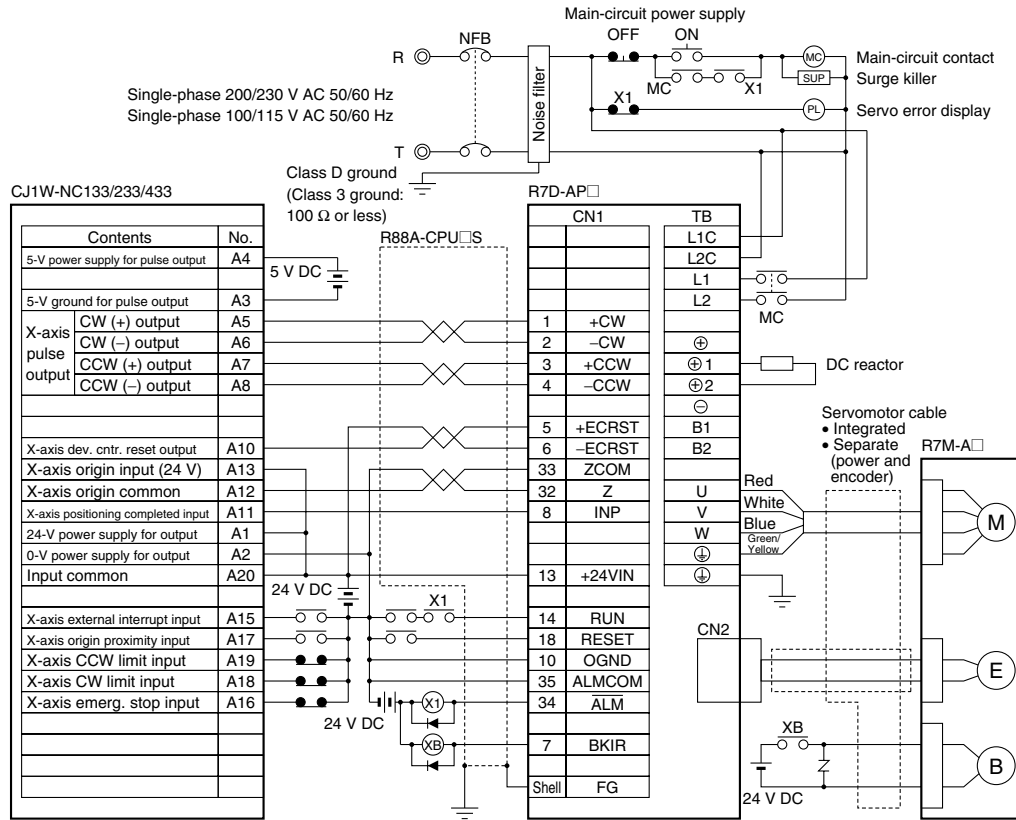 Main-circuit power supply
OFF ON
NFB
R
MC
Main-circuit contact
SUP
Surge killer
MC X1
X1
PL
Servo error display
Noise filter
Single-phase 200/230 V AC 50/60 Hz
Single-phase 100/115 V AC 50/60 Hz
T
Class D ground
(Class 3 ground:
100 Ω or less)
CJ1W-NC133/233/433
R7D-AP□
R88A-CPU□S
CN1 TB
Contents No.
5-V power supply for pulse output A4
5 V DC
5-V ground for pulse output A3
X-axis pulse output
CW (+) output A5
CW (−) output A6
CCW (+) output A7
CCW (−) output A8
X-axis dev. cntr. reset output A10
X-axis origin input (24 V) A13
X-axis origin common A12
X-axis positioning completed input A11
24-V power supply for output A1
0-V power supply for output A2
Input common A20
24 V DC
X-axis external interrupt input A15
X-axis origin proximity input A17
X-axis CCW limit input A19
X-axis CW limit input A18
X-axis emerg. stop input A16
X1
24 V DC
X1
XB
1 +CW
2 −CW
3 +CCW
4 −CCW
5 +ECRST
6 −ECRST
33 ZCOM
32 Z
8 INP
13 +24VIN
14 RUN
18 RESET
10 OGND
35 ALMCOM
34 ALM
7 BKIR
Shell FG
L1C
L2C
L1
L2
MC
⊕
⊕1
⊕2
DC reactor
⊖
B1
B2
U
V
W
Red
White
Blue
Green/
Yellow
Servomotor cable
• Integrated
• Separate
(power and
encoder)
R7M-A□
M
CN2
E
XB
24 V DC
B